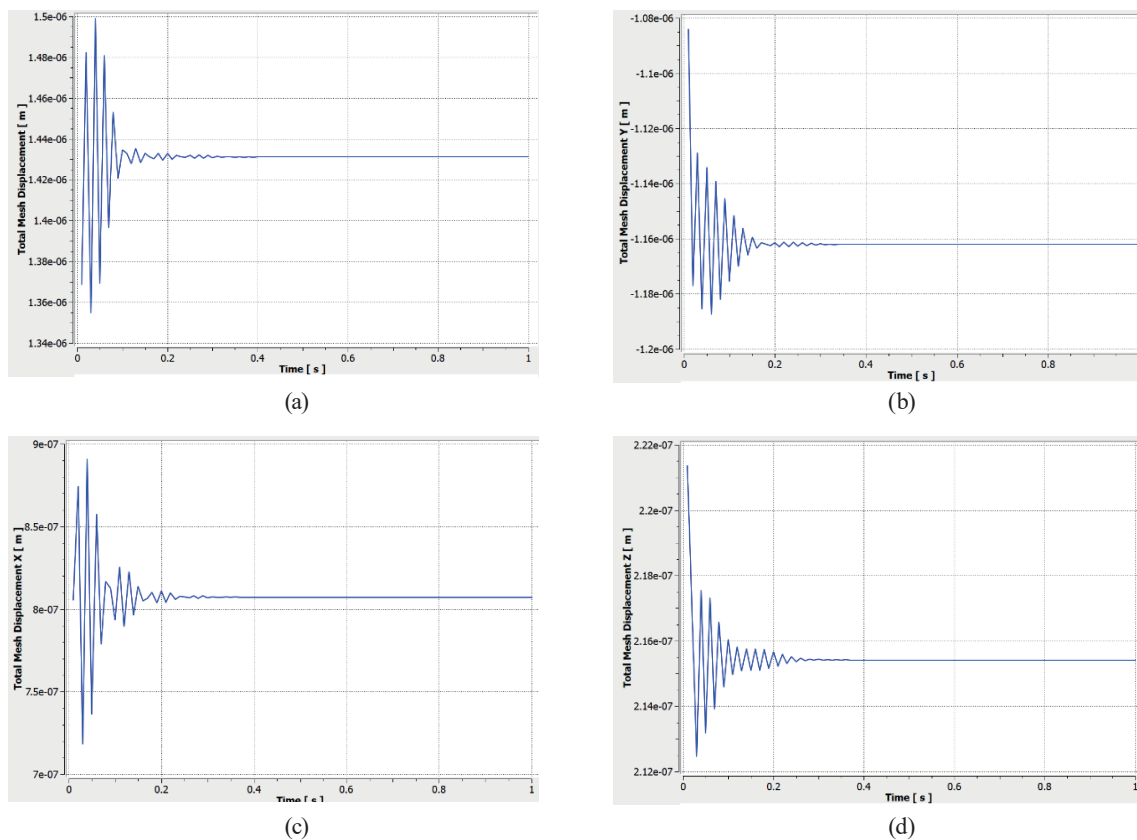 Total Mesh Displacement [ m ]
1.5e-06
1.48e-06
1.46e-06
1.44e-06
1.42e-06
1.4e-06
1.38e-06
1.36e-06
1.34e-06
0 0.2 0.4 0.6 0.8 1
Time [ s ]
(a)
Total Mesh Displacement Y [ m ]
-1.08e-06
-1.1e-06
-1.12e-06
-1.14e-06
-1.16e-06
-1.18e-06
-1.2e-06
0 0.2 0.4 0.6 0.8
Time [ s ]
(b)
Total Mesh Displacement X [ m ]
9e-07
8.5e-07
8e-07
7.5e-07
7e-07
0 0.2 0.4 0.6 0.8 1
Time [ s ]
(c)
Total Mesh Displacement Z [ m ]
2.22e-07
2.2e-07
2.18e-07
2.16e-07
2.14e-07
2.12e-07
0 0.2 0.4 0.6 0.8 1
Time [ s ]
(d)